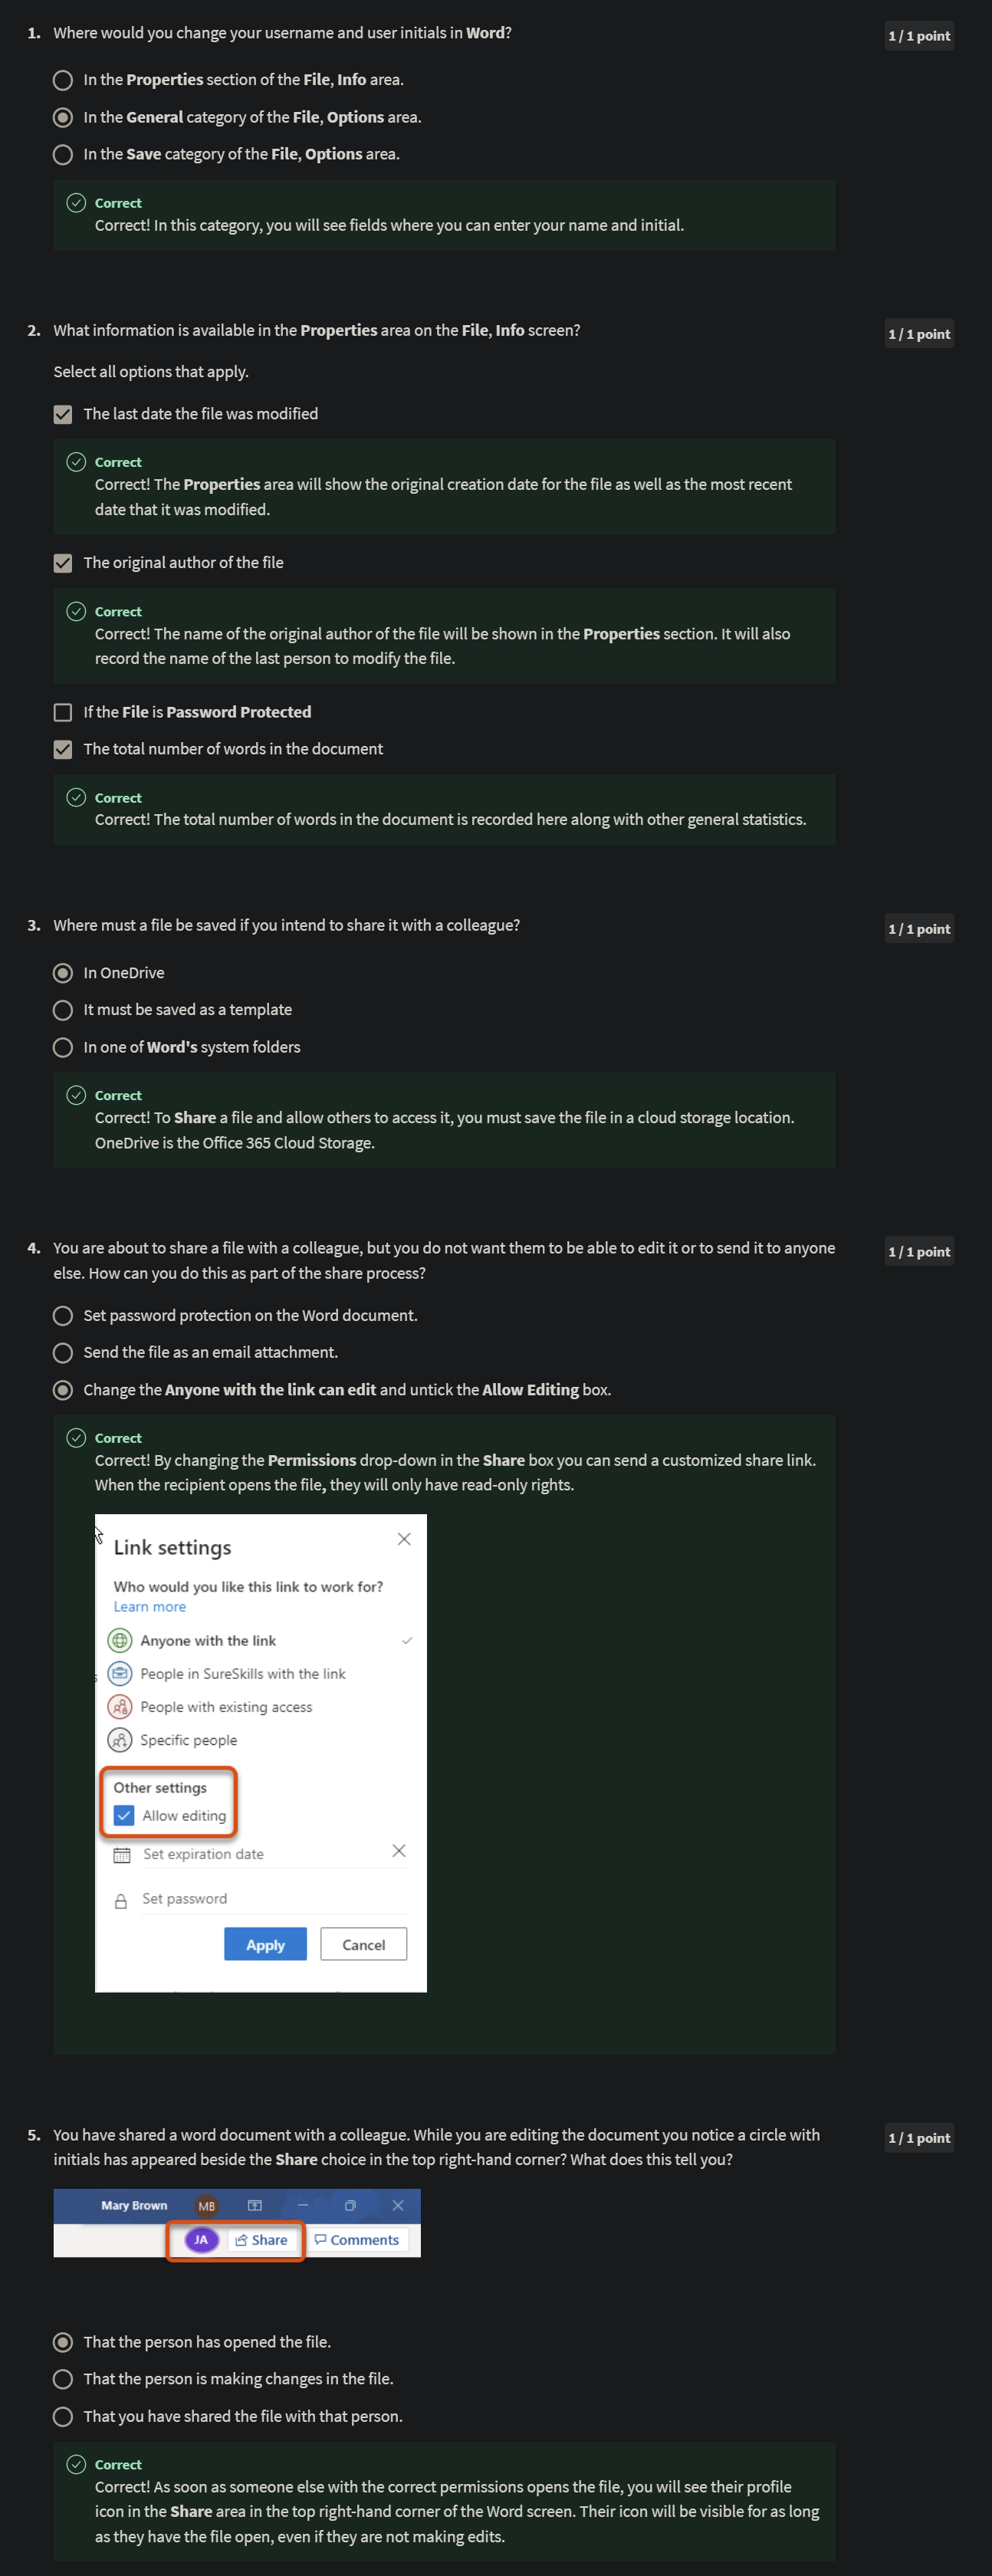 1. Where would you change your username and user initials in Word?
1 / 1 point
In the Properties section of the File, Info area.
In the General category of the File, Options area.
In the Save category of the File, Options area.
Correct
Correct! In this category, you will see fields where you can enter your name and initial.
2. What information is available in the Properties area on the File, Info screen?
1 / 1 point
Select all options that apply.
The last date the file was modified
Correct
Correct! The Properties area will show the original creation date for the file as well as the most recent
date that it was modified.
The original author of the file
Correct
Correct! The name of the original author of the file will be shown in the Properties section. It will also
record the name of the last person to modify the file.
If the File is Password Protected
The total number of words in the document
Correct
Correct! The total number of words in the document is recorded here along with other general statistics.
3. Where must a file be saved if you intend to share it with a colleague?
1 / 1 point
In OneDrive
It must be saved as a template
In one of Word's system folders
Correct
Correct! To Share a file and allow others to access it, you must save the file in a cloud storage location.
OneDrive is the Office 365 Cloud Storage.
4. You are about to share a file with a colleague, but you do not want them to be able to edit it or to send it to anyone
else. How can you do this as part of the share process?
1 / 1 point
Set password protection on the Word document.
Send the file as an email attachment.
Change the Anyone with the link can edit and untick the Allow Editing box.
Correct
Correct! By changing the Permissions drop-down in the Share box you can send a customized share link.
When the recipient opens the file, they will only have read-only rights.
Link settings
Who would you like this link to work for?
Learn more
Anyone with the link
People in SureSkills with the link
People with existing access
Specific people
Other settings
Allow editing
Set expiration date
Set password
Apply Cancel
5. You have shared a word document with a colleague. While you are editing the document you notice a circle with
initials has appeared beside the Share choice in the top right-hand corner? What does this tell you?
1 / 1 point
Mary Brown MB
JA Share Comments
That the person has opened the file.
That the person is making changes in the file.
That you have shared the file with that person.
Correct
Correct! As soon as someone else with the correct permissions opens the file, you will see their profile
icon in the Share area in the top right-hand corner of the Word screen. Their icon will be visible for as long
as they have the file open, even if they are not making edits.